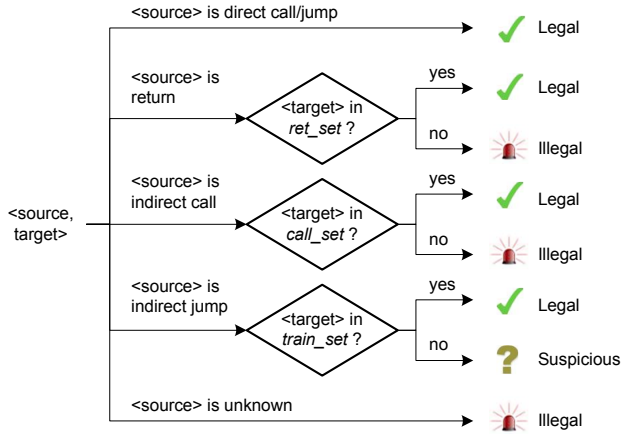 <source> is direct call/jump
Legal
<source> is
return
<target> in
ret_set ?
yes
Legal
no
Illegal
<source,
target>
<source> is
indirect call
<target> in
call_set ?
yes
Legal
no
Illegal
<source> is
indirect jump
<target> in
train_set ?
yes
Legal
no
Suspicious
<source> is unknown
Illegal